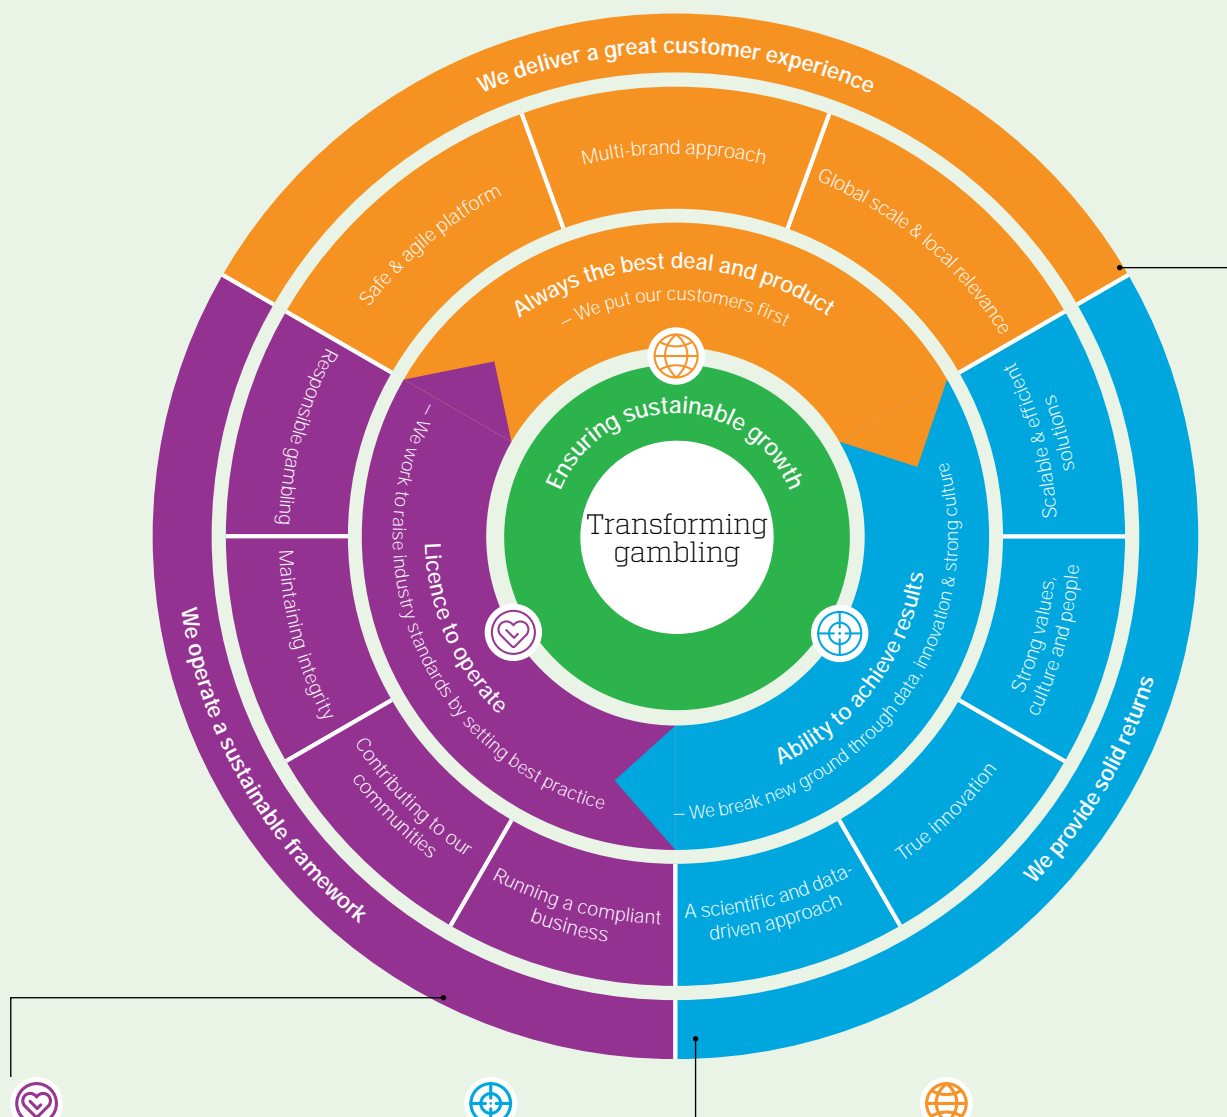 We deliver a great customer experience
Safe & agile platform
Multi-brand approach
Global scale & local relevance
Always the best deal and product
– We put our customers first
Ensuring sustainable growth
Transforming
gambling
Scalable & efficient
solutions
Strong values,
culture and people
True innovation
A scientific and data-
driven approach
Ability to achieve results
– We break new ground through data, innovation & strong culture
We provide solid returns
Responsible gambling
Maintaining integrity
Contributing to our
communities
Running a compliant
business
Licence to operate
– We work to raise industry standards by setting best practice
We operate a sustainable framework